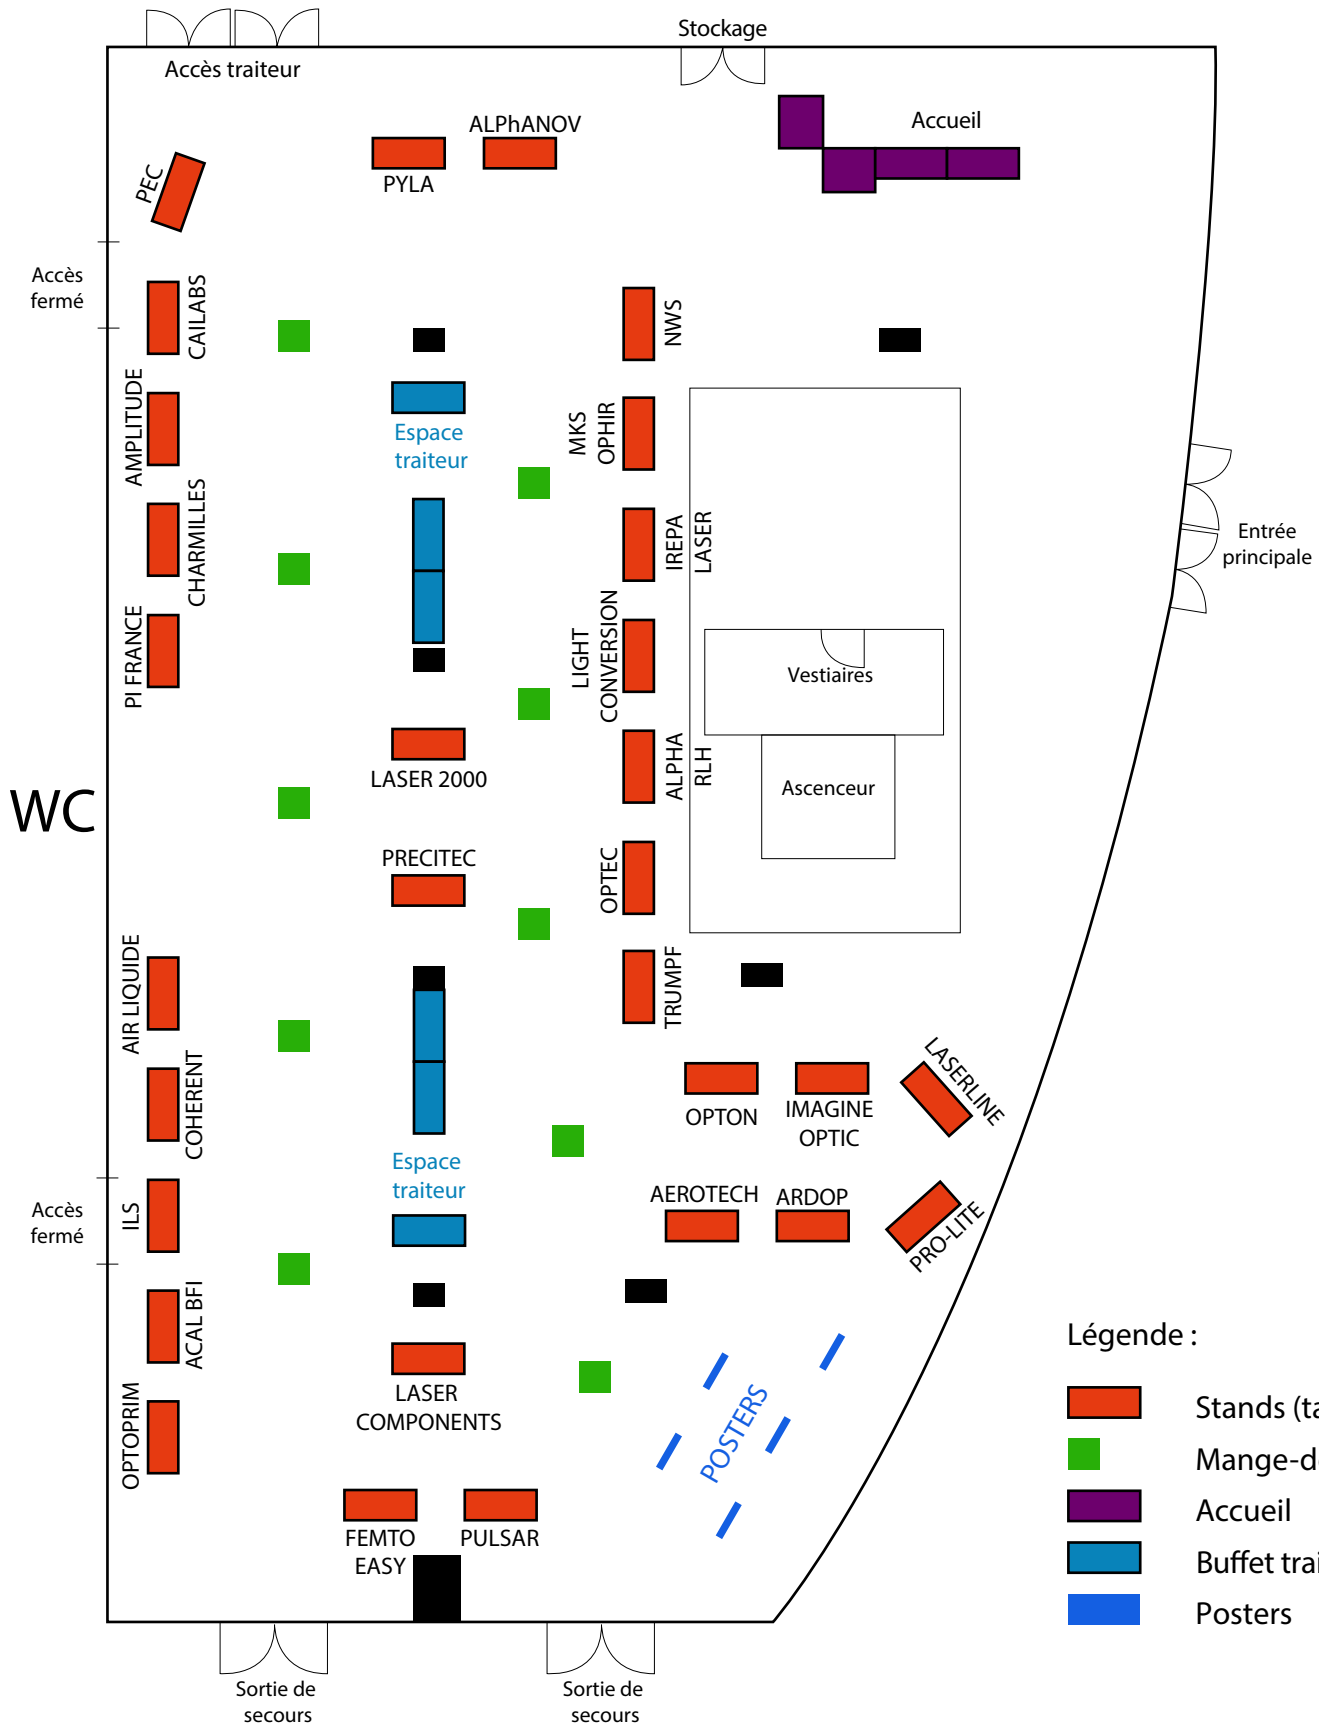 Stockage
Accès traiteur
ALPhANOV
Accueil
PYLA
PEC
Accès
fermé
CAILABS
NWS
AMPLITUDE
MKS
OPHIR
Espace
traiteur
CHARMILLES
IREPA
LASER
Entrée
principale
PI FRANCE
LIGHT
CONVERSION
Vestiaires
LASER 2000
ALPHA
RLH
Ascenceur
WC
PRECITEC
OPTEC
AIR LIQUIDE
TRUMPF
COHERENT
OPTON
IMAGINE
OPTIC
LASERLINE
Espace
traiteur
AEROTECH
ARDOP
PRO-LITE
Accès
fermé
ILS
ACAL BFI
LASER
COMPONENTS
OPTOPRIM
POSTERS
FEMTO
EASY
PULSAR
Sortie de
secours
Sortie de
secours
Légende :
Stands (ta
Mange-d
Accueil
Buffet trai
Posters